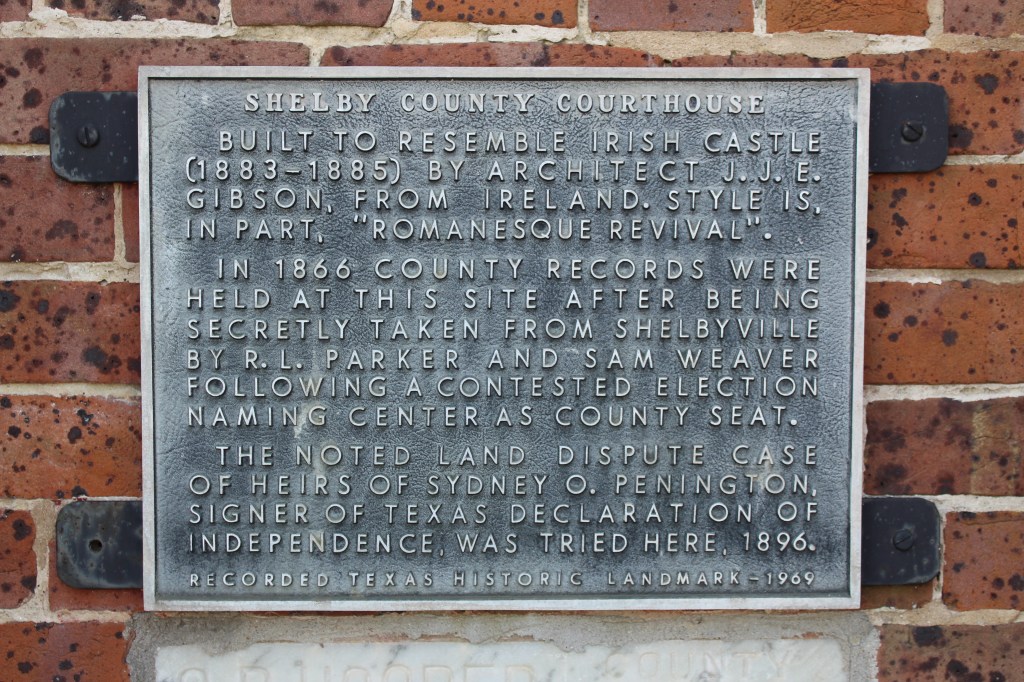 SHELBY COUNTY COURTHOUSE
BUILT TO RESEMBLE IRISH CASTLE
(1883–1885) BY ARCHITECT J. J. E.
GIBSON, FROM IRELAND. STYLE IS,
IN PART, "ROMANESQUE REVIVAL".
IN 1866 COUNTY RECORDS WERE
HELD AT THIS SITE AFTER BEING
SECRETLY TAKEN FROM SHELBYVILLE
BY R. L. PARKER AND SAM WEAVER
FOLLOWING A CONTESTED ELECTION
NAMING CENTER AS COUNTY SEAT.
THE NOTED LAND DISPUTE CASE
OF HEIRS OF SYDNEY O. PENINGTON,
SIGNER OF TEXAS DECLARATION OF
INDEPENDENCE, WAS TRIED HERE, 1896.
RECORDED TEXAS HISTORIC LANDMARK–1969
COUNTY